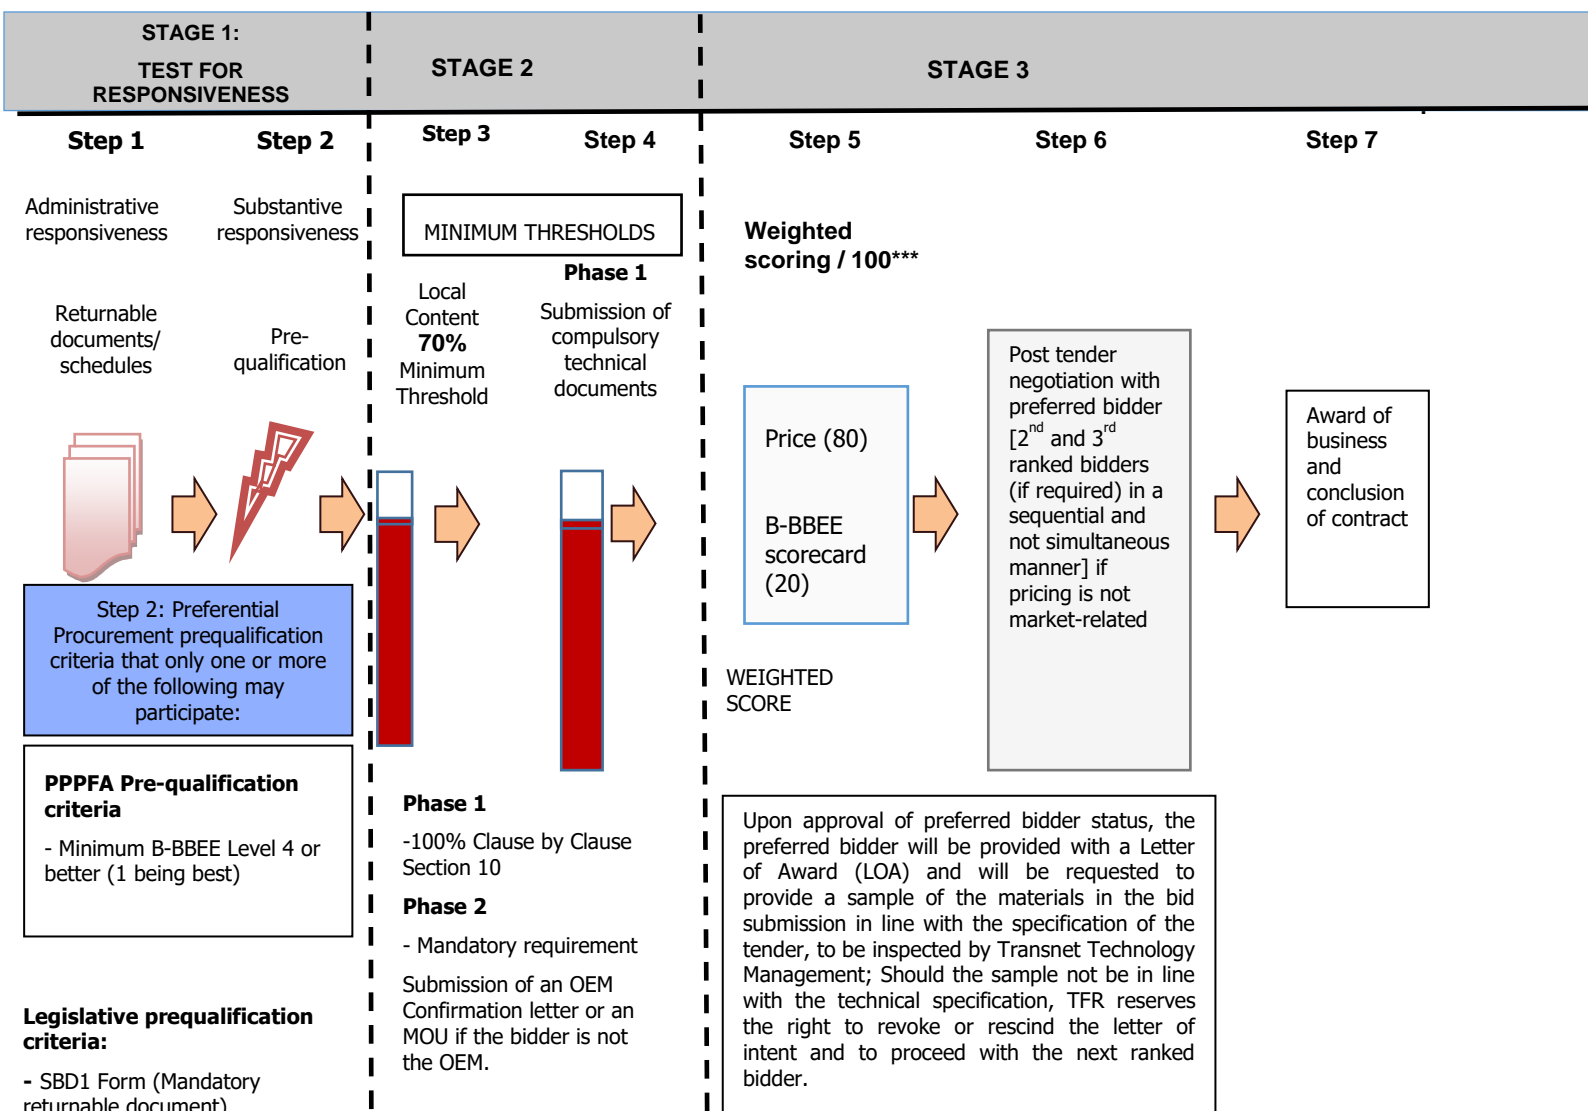 STAGE 1:
TEST FOR
RESPONSIVENESS
STAGE 2
STAGE 3
Step 1
Step 2
Step 3
Step 4
Step 5
Step 6
Step 7
Administrative
responsiveness
Substantive
responsiveness
MINIMUM THRESHOLDS
Weighted
scoring / 100***
Returnable
documents/
schedules
Pre-
qualification
Local
Content
70%
Minimum
Threshold
Phase 1
Submission of
compulsory
technical
documents
Price (80)
B-BBEE
scorecard
(20)
WEIGHTED
SCORE
Post tender
negotiation with
preferred bidder
[2nd and 3rd
ranked bidders
(if required) in a
sequential and
not simultaneous
manner] if
pricing is not
market-related
Award of
business
and
conclusion
of contract
Step 2: Preferential
Procurement prequalification
criteria that only one or more
of the following may
participate:
PPPFA Pre-qualification
criteria
- Minimum B-BBEE Level 4 or
better (1 being best)
Legislative prequalification
criteria:
- SBD1 Form (Mandatory
returnable document)
Phase 1
-100% Clause by Clause
Section 10
Phase 2
- Mandatory requirement
Submission of an OEM
Confirmation letter or an
MOU if the bidder is not
the OEM.
Upon approval of preferred bidder status, the
preferred bidder will be provided with a Letter
of Award (LOA) and will be requested to
provide a sample of the materials in the bid
submission in line with the specification of the
tender, to be inspected by Transnet Technology
Management; Should the sample not be in line
with the technical specification, TFR reserves
the right to revoke or rescind the letter of
intent and to proceed with the next ranked
bidder.